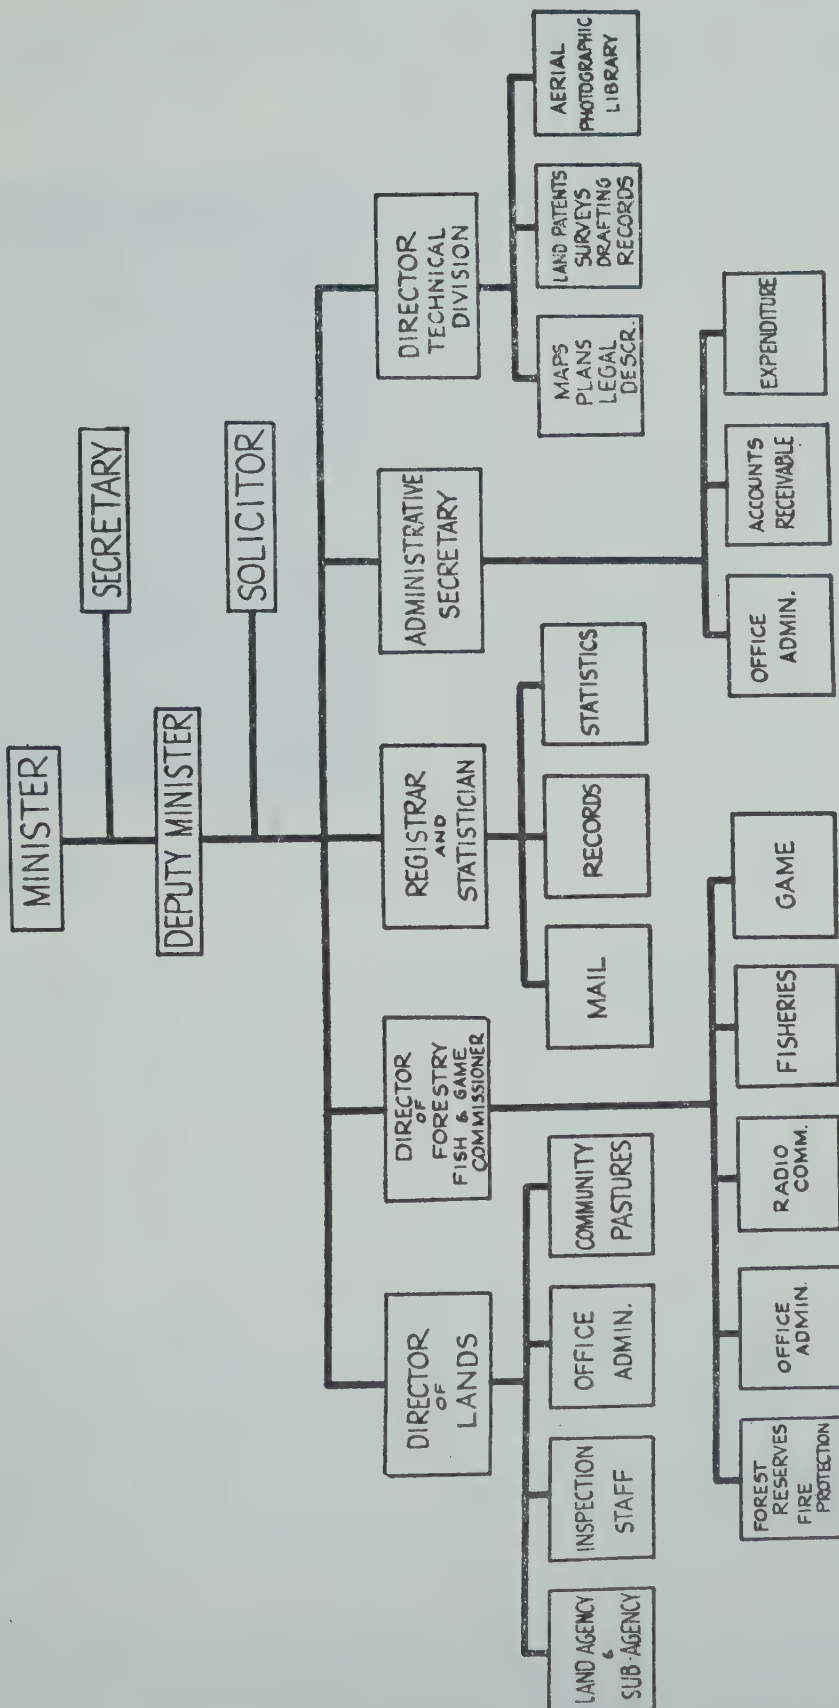 MINISTER
SECRETARY
DEPUTY MINISTER
SOLICITOR
DIRECTOR
OF
LANDS
DIRECTOR
OF
FORESTRY
FISH & GAME
COMMISSIONER
REGISTRAR
AND
STATISTICIAN
ADMINISTRATIVE
SECRETARY
DIRECTOR
TECHNICAL
DIVISION
LAND AGENCY
&
SUB-AGENCY
INSPECTION
STAFF
OFFICE
ADMIN.
COMMUNITY
PASTURES
MAIL
RECORDS
STATISTICS
MAPS
PLANS
LEGAL
DESCR.
LAND PATENTS
SURVEYS
DRAFTING
RECORDS
AERIAL
PHOTOGRAPHIC
LIBRARY
FOREST
RESERVES
FIRE
PROTECTION
OFFICE
ADMIN.
RADIO
COMM.
FISHERIES
GAME
OFFICE
ADMIN.
ACCOUNTS
RECEIVABLE
EXPENDITURE